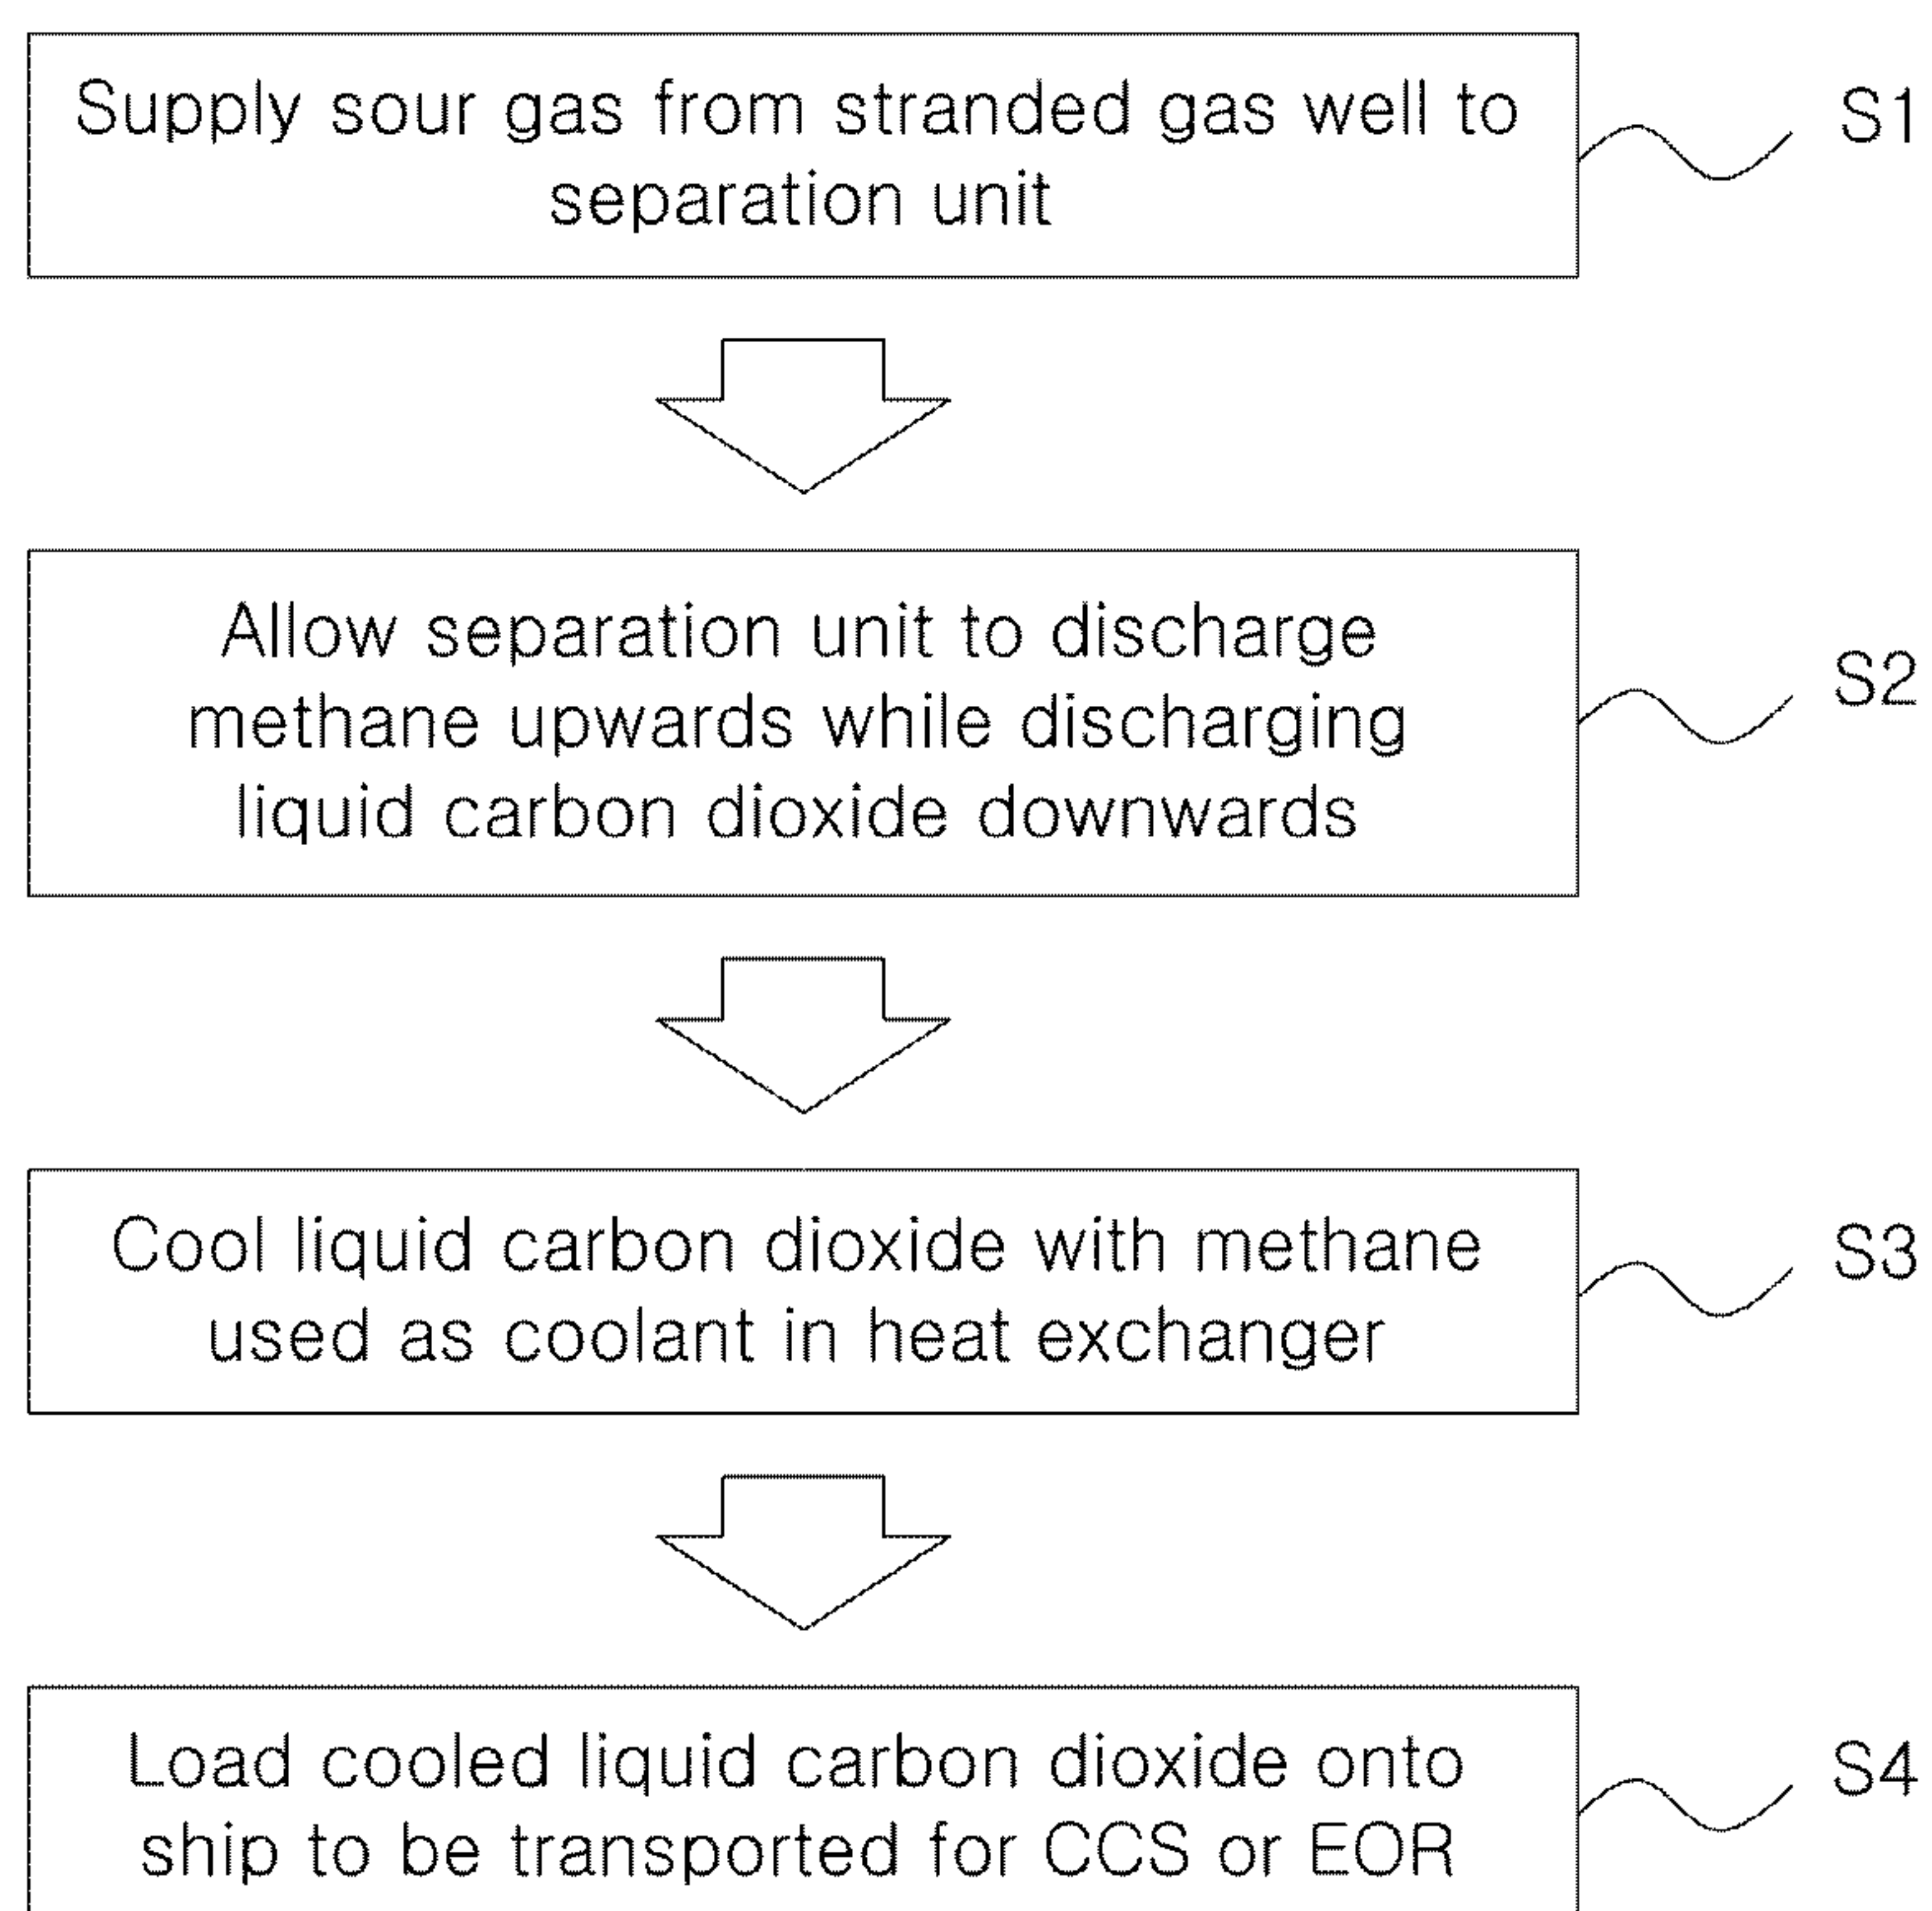 Supply sour gas from stranded gas well to
separation unit
S1
Allow separation unit to discharge
methane upwards while discharging
liquid carbon dioxide downwards
S2
Cool liquid carbon dioxide with methane
used as coolant in heat exchanger
S3
Load cooled liquid carbon dioxide onto
ship to be transported for CCS or EOR
S4